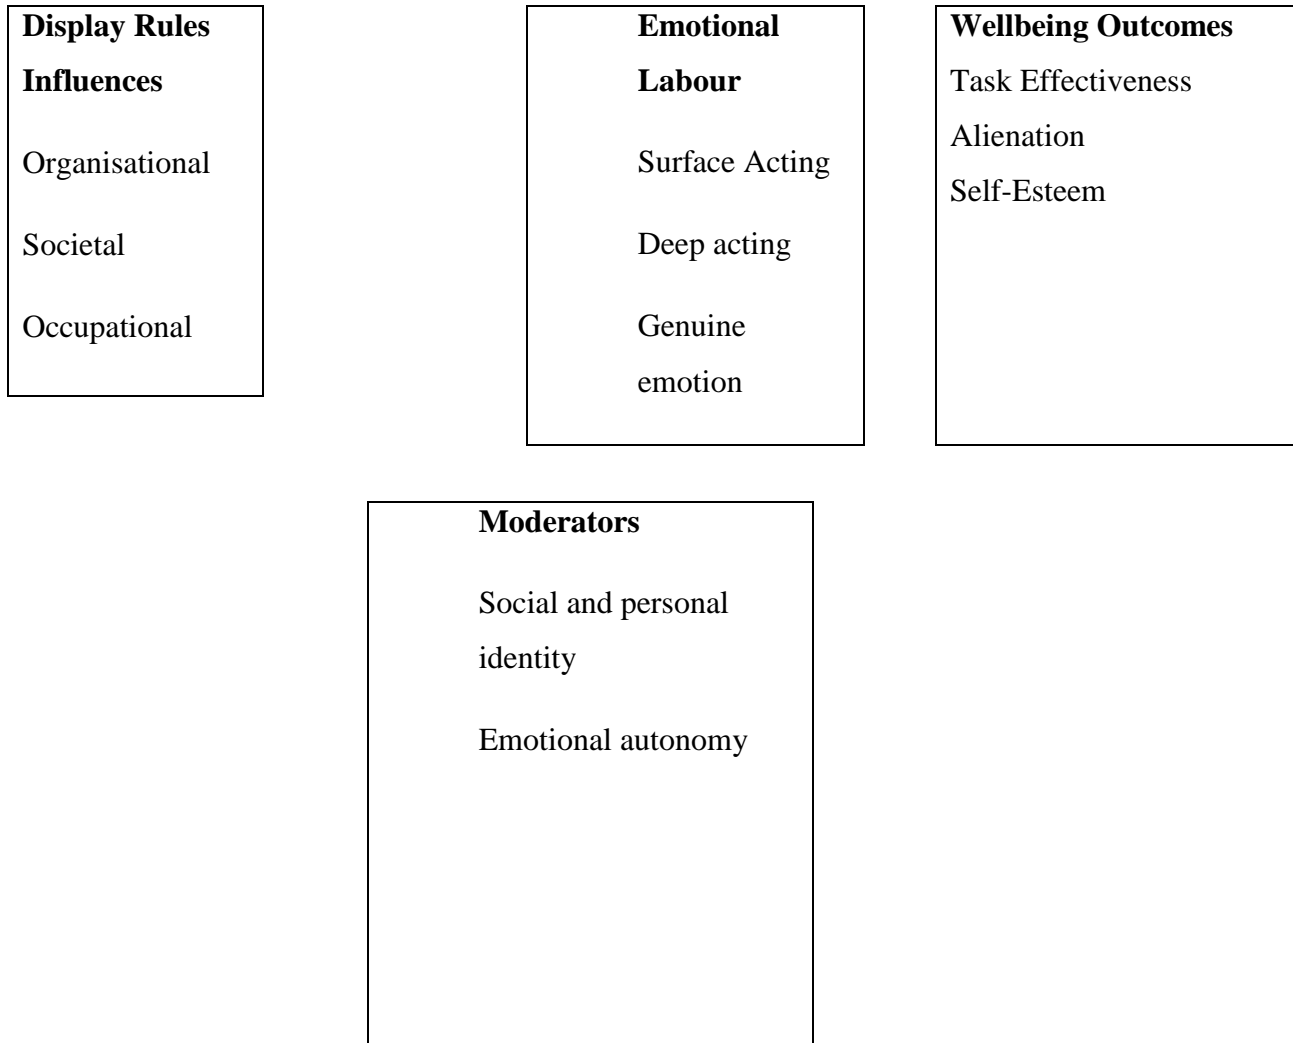 Display Rules
Influences
Organisational
Societal
Occupational
Emotional
Labour
Surface Acting
Deep acting
Genuine
emotion
Wellbeing Outcomes
Task Effectiveness
Alienation
Self-Esteem
Moderators
Social and personal
identity
Emotional autonomy